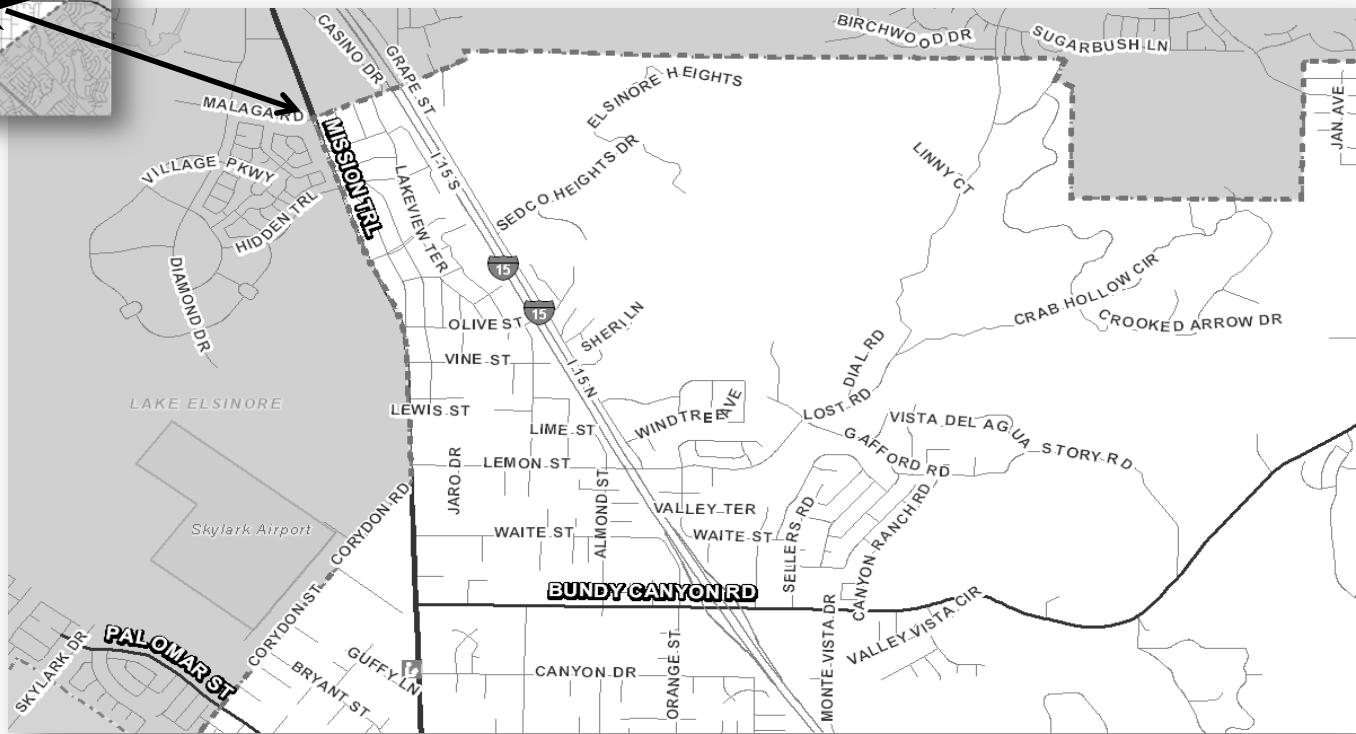 BIRCHWOOD DR
SUGARBUSH LN
CASINO DR
GRAPE ST
ELSINORE HEIGHTS
MALAGA RD
JAN AVE
MISSION TRL
VILLAGE PKWY
LAKEVIEW TER
I 15 S
SEDCO HEIGHTS DR
LINNY CT
HIDDEN TRL
DIAMOND DR
15
15
CRAB HOLLOW CIR
CROOKED ARROW DR
OLIVE ST
SHERI LN
VINE ST
I 15 N
DIAL RD
LAKE ELSINORE
LEWIS ST
WINDTREE AVE
LOST RD
VISTA DEL AGUA
LIME ST
GAFFORD RD
STORY RD
LEMON ST
JARO DR
ALMOND ST
VALLEY TER
SELLERS RD
CANYON RANCH RD
Skylark Airport
CORYDON RD
WAITE ST
WAITE ST
BUNDY CANYON RD
CORYDON ST
PALOMAR ST
SKYLARK DR
GUFFY LN
BRYANT ST
CANYON DR
ORANGE ST
MONTE VISTA DR
VALLEY VISTA CIR